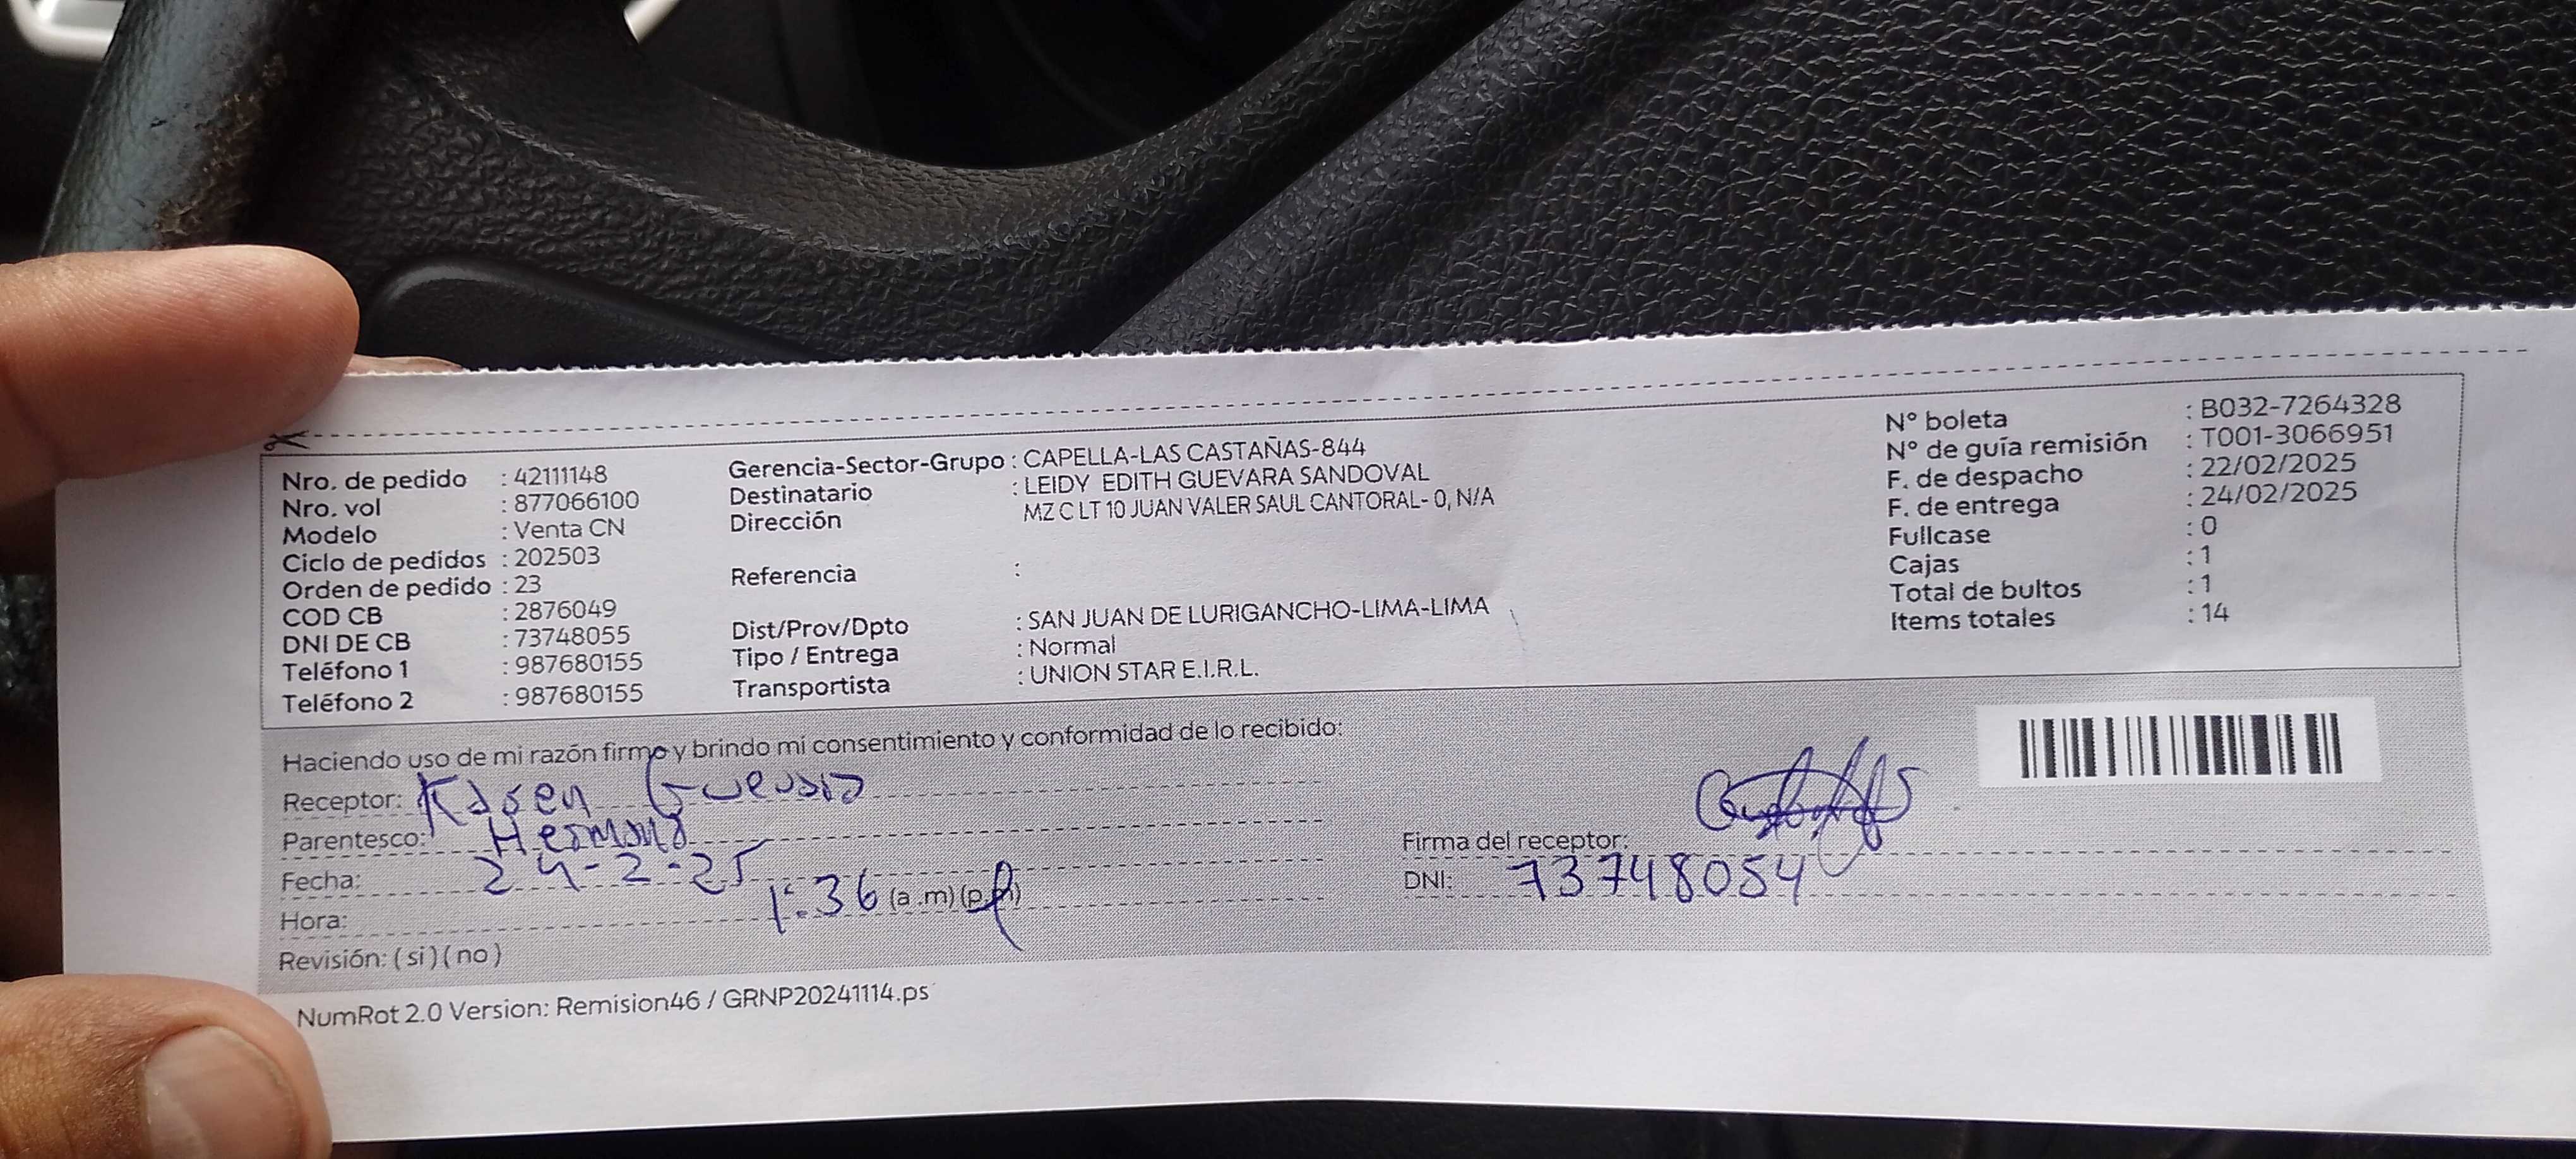 Nro. de pedido : 42111148
Nro. vol : 877066100
Modelo : Venta CN
Ciclo de pedidos : 202503
Orden de pedido : 23
COD CB : 2876049
DNI DE CB : 73748055
Teléfono 1 : 987680155
Teléfono 2 : 987680155
Gerencia-Sector-Grupo : CAPELLA-LAS CASTAÑAS-844
Destinatario : LEIDY EDITH GUEVARA SANDOVAL
Dirección MZ C LT 10 JUAN VALER SAUL CANTORAL- 0, N/A
Referencia :
Dist/Prov/Dpto : SAN JUAN DE LURIGANCHO-LIMA-LIMA
Tipo / Entrega : Normal
Transportista : UNION STAR E.I.R.L.
N° boleta : B032-7264328
N° de guía remisión : T001-3066951
F. de despacho : 22/02/2025
F. de entrega : 24/02/2025
Fullcase : 0
Cajas : 1
Total de bultos : 1
Items totales : 14
Haciendo uso de mi razón firmo y brindo mi consentimiento y conformidad de lo recibido:
Receptor: Karen Guevara
Parentesco: Hermana
Fecha: 24-2-25
Hora: 1:36 (a .m) (p.m)
Revisión: ( si ) ( no )
Firma del receptor:
DNI: 73748054
NumRot 2.0 Version: Remision46 / GRNP20241114.ps